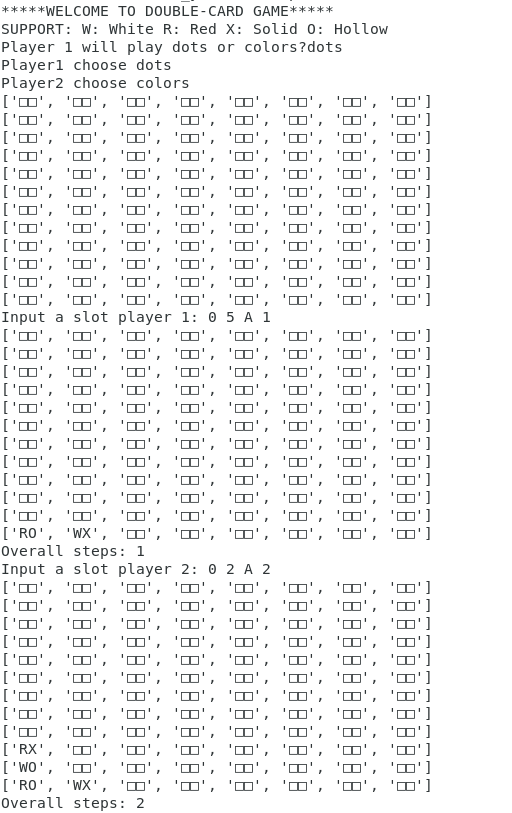 *****WELCOME TO DOUBLE-CARD GAME*****
SUPPORT: W: White R: Red X: Solid O: Hollow
Player 1 will play dots or colors?dots
Player1 choose dots
Player2 choose colors
['□□', '□□', '□□', '□□', '□□', '□□', '□□', '□□']
['□□', '□□', '□□', '□□', '□□', '□□', '□□', '□□']
['□□', '□□', '□□', '□□', '□□', '□□', '□□', '□□']
['□□', '□□', '□□', '□□', '□□', '□□', '□□', '□□']
['□□', '□□', '□□', '□□', '□□', '□□', '□□', '□□']
['□□', '□□', '□□', '□□', '□□', '□□', '□□', '□□']
['□□', '□□', '□□', '□□', '□□', '□□', '□□', '□□']
['□□', '□□', '□□', '□□', '□□', '□□', '□□', '□□']
['□□', '□□', '□□', '□□', '□□', '□□', '□□', '□□']
['□□', '□□', '□□', '□□', '□□', '□□', '□□', '□□']
['□□', '□□', '□□', '□□', '□□', '□□', '□□', '□□']
['□□', '□□', '□□', '□□', '□□', '□□', '□□', '□□']
Input a slot player 1: 0 5 A 1
['□□', '□□', '□□', '□□', '□□', '□□', '□□', '□□']
['□□', '□□', '□□', '□□', '□□', '□□', '□□', '□□']
['□□', '□□', '□□', '□□', '□□', '□□', '□□', '□□']
['□□', '□□', '□□', '□□', '□□', '□□', '□□', '□□']
['□□', '□□', '□□', '□□', '□□', '□□', '□□', '□□']
['□□', '□□', '□□', '□□', '□□', '□□', '□□', '□□']
['□□', '□□', '□□', '□□', '□□', '□□', '□□', '□□']
['□□', '□□', '□□', '□□', '□□', '□□', '□□', '□□']
['□□', '□□', '□□', '□□', '□□', '□□', '□□', '□□']
['□□', '□□', '□□', '□□', '□□', '□□', '□□', '□□']
['□□', '□□', '□□', '□□', '□□', '□□', '□□', '□□']
['RO', 'WX', '□□', '□□', '□□', '□□', '□□', '□□']
Overall steps: 1
Input a slot player 2: 0 2 A 2
['□□', '□□', '□□', '□□', '□□', '□□', '□□', '□□']
['□□', '□□', '□□', '□□', '□□', '□□', '□□', '□□']
['□□', '□□', '□□', '□□', '□□', '□□', '□□', '□□']
['□□', '□□', '□□', '□□', '□□', '□□', '□□', '□□']
['□□', '□□', '□□', '□□', '□□', '□□', '□□', '□□']
['□□', '□□', '□□', '□□', '□□', '□□', '□□', '□□']
['□□', '□□', '□□', '□□', '□□', '□□', '□□', '□□']
['□□', '□□', '□□', '□□', '□□', '□□', '□□', '□□']
['□□', '□□', '□□', '□□', '□□', '□□', '□□', '□□']
['RX', '□□', '□□', '□□', '□□', '□□', '□□', '□□']
['WO', '□□', '□□', '□□', '□□', '□□', '□□', '□□']
['RO', 'WX', '□□', '□□', '□□', '□□', '□□', '□□']
Overall steps: 2